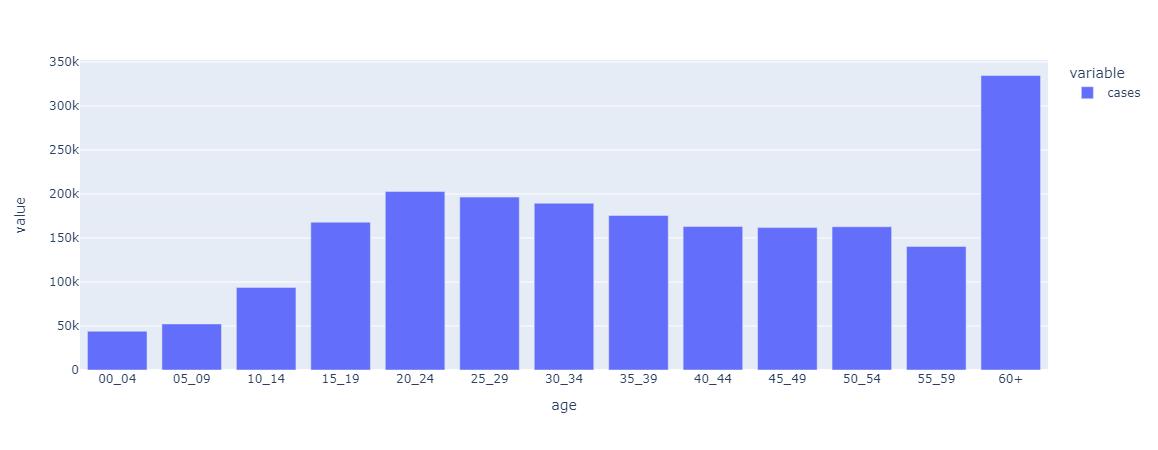 350k
300k
250k
200k
150k
100k
50k
0
value
00_04 05_09 10_14 15_19 20_24 25_29 30_34 35_39 40_44 45_49 50_54 55_59 60+
age
variable
cases